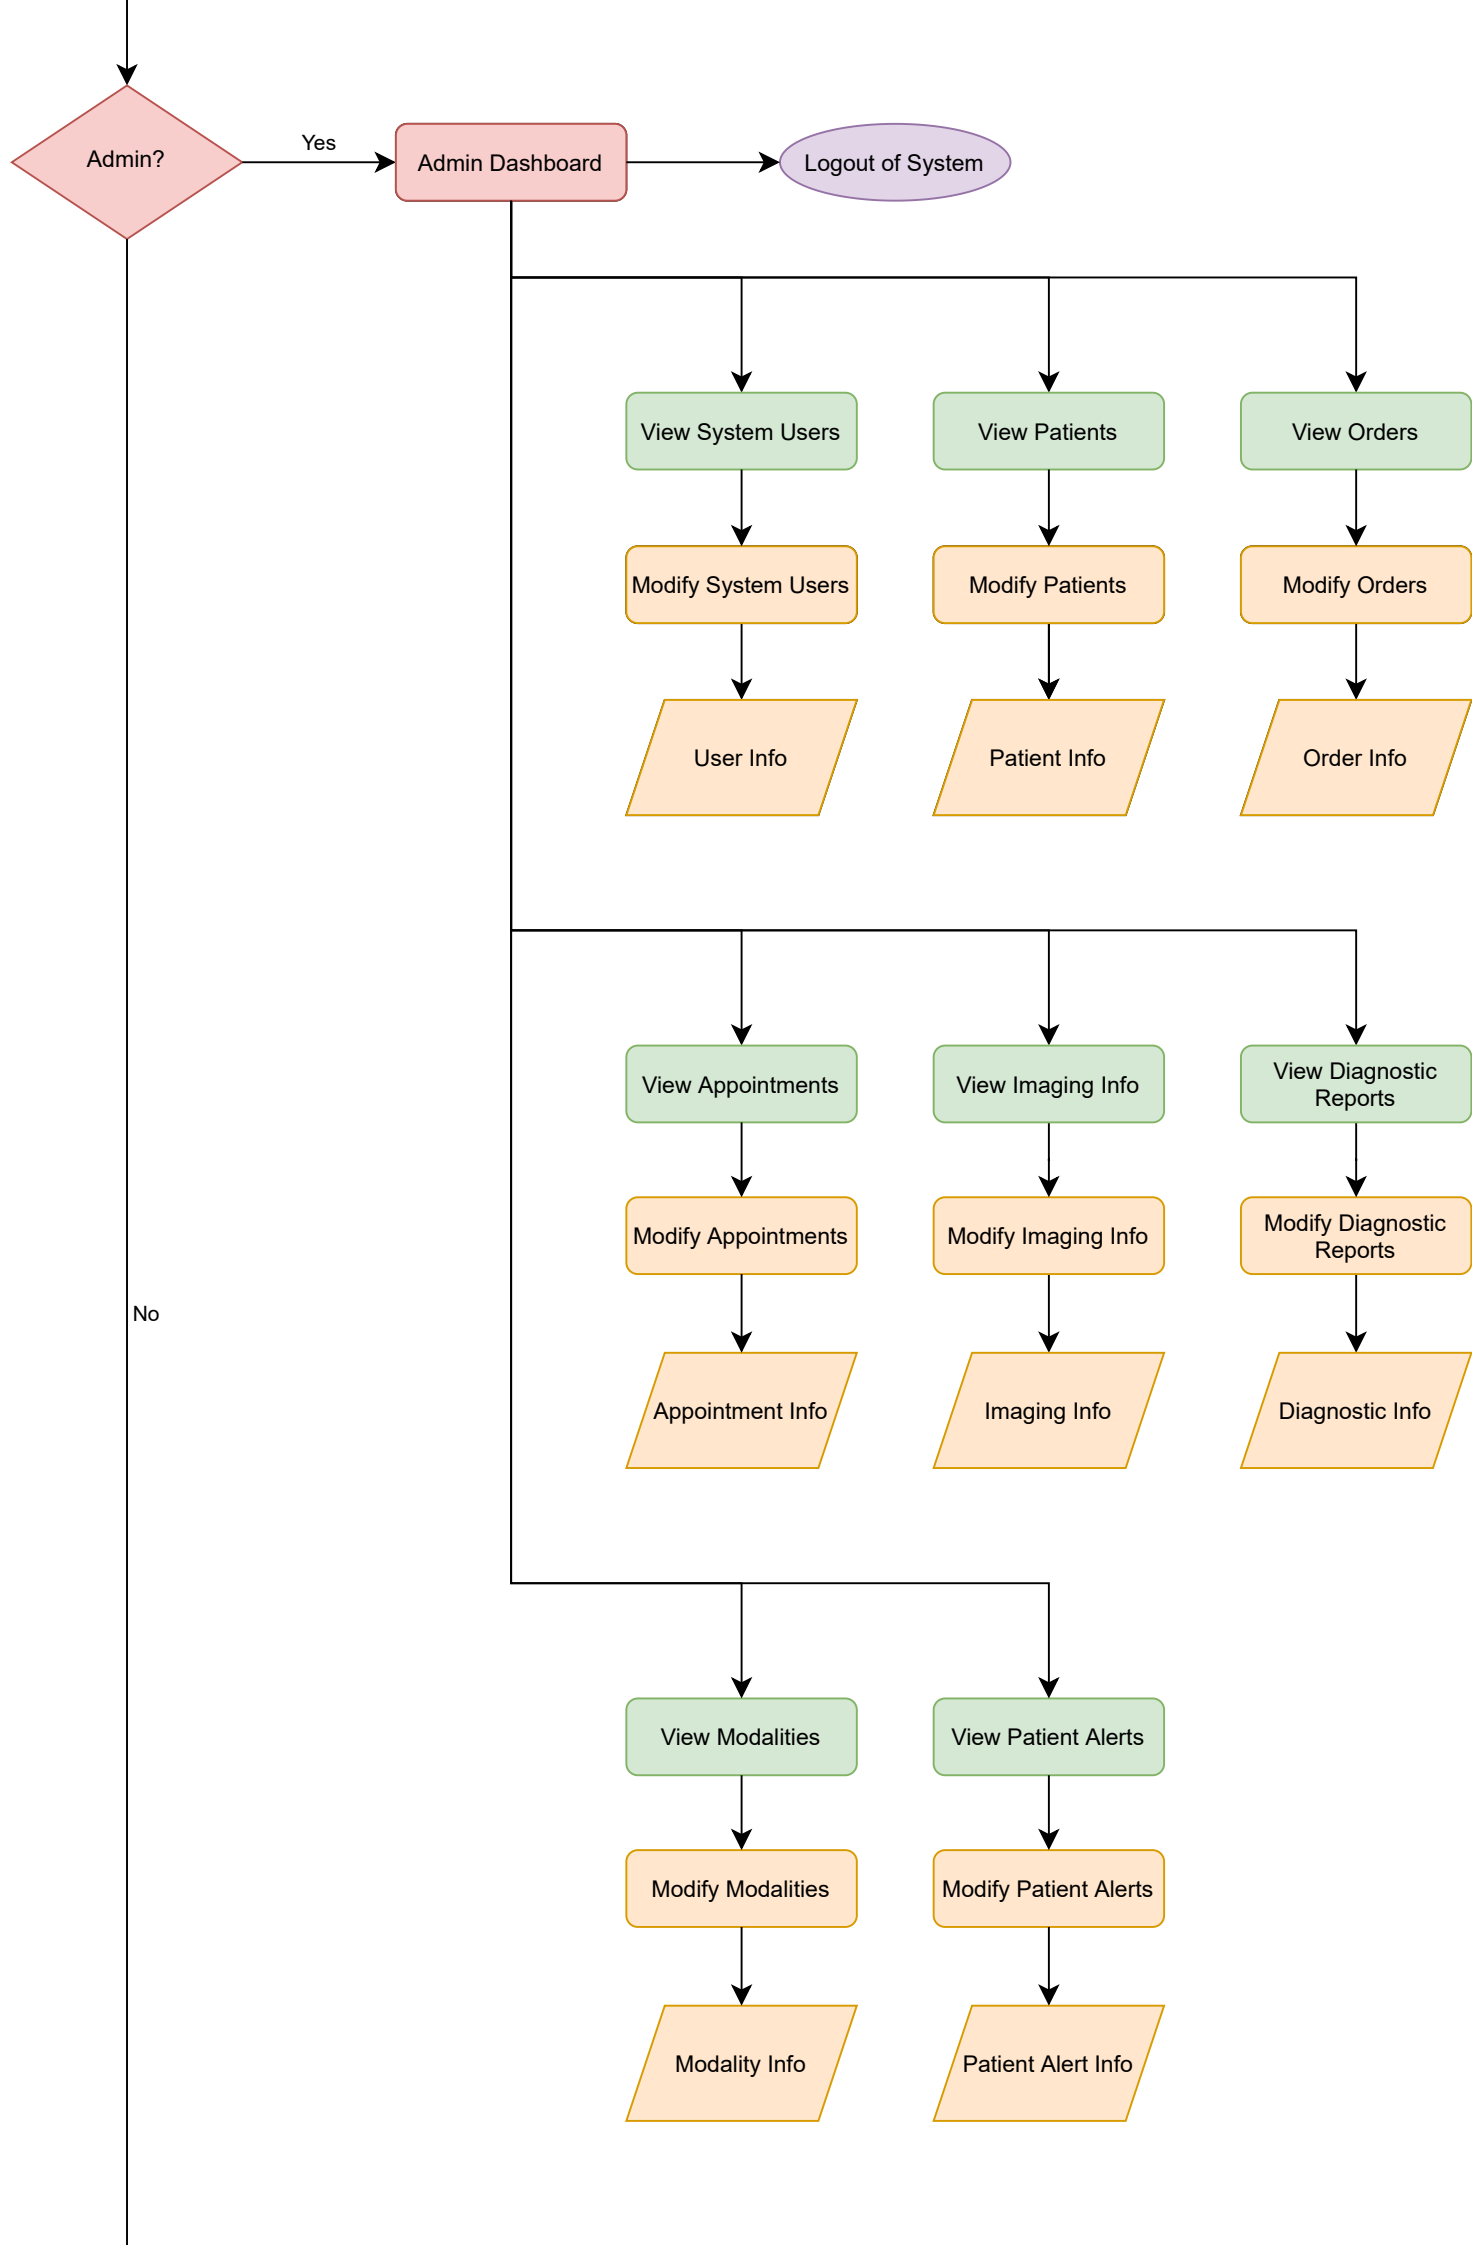 Admin?
Yes
Admin Dashboard
Logout of System
View System Users
View Patients
View Orders
Modify System Users
Modify Patients
Modify Orders
User Info
Patient Info
Order Info
View Appointments
View Imaging Info
View Diagnostic
Reports
Modify Appointments
Modify Imaging Info
Modify Diagnostic
Reports
No
Appointment Info
Imaging Info
Diagnostic Info
View Modalities
View Patient Alerts
Modify Modalities
Modify Patient Alerts
Modality Info
Patient Alert Info